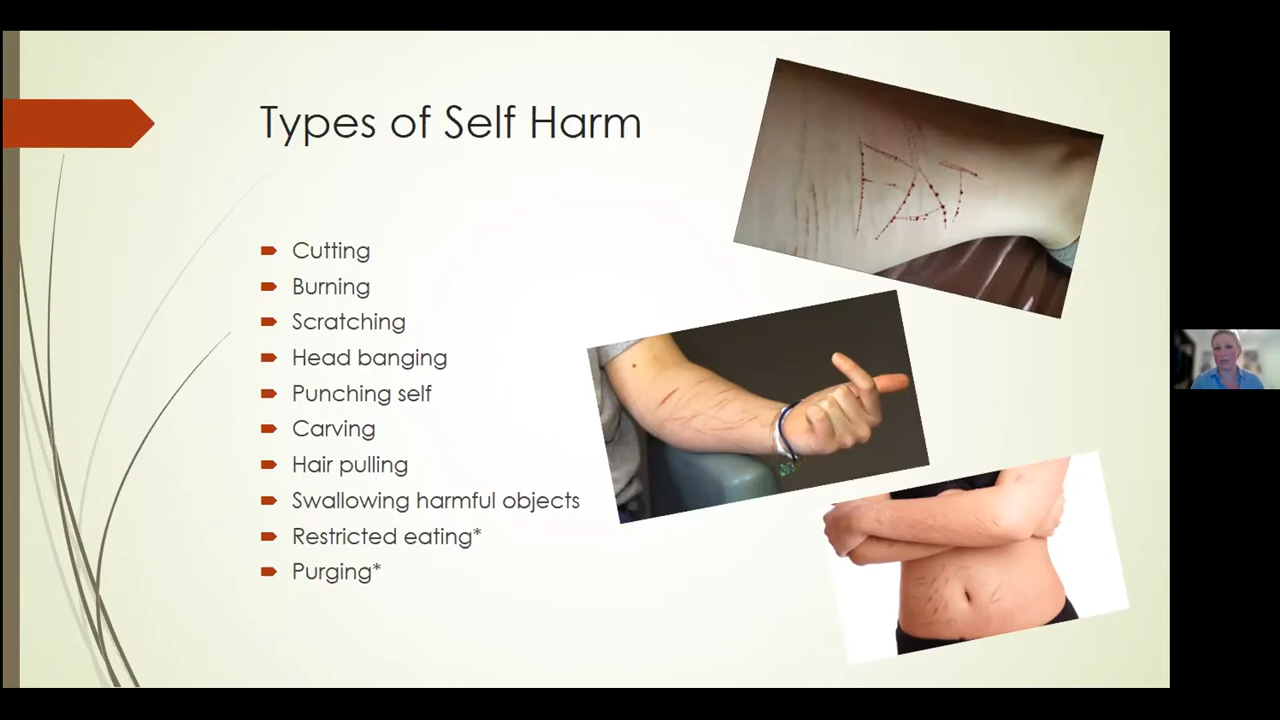 Types of Self Harm
FAT
Cutting
Burning
Scratching
Head banging
Punching self
Carving
Hair pulling
Swallowing harmful objects
Restricted eating*
Purging*